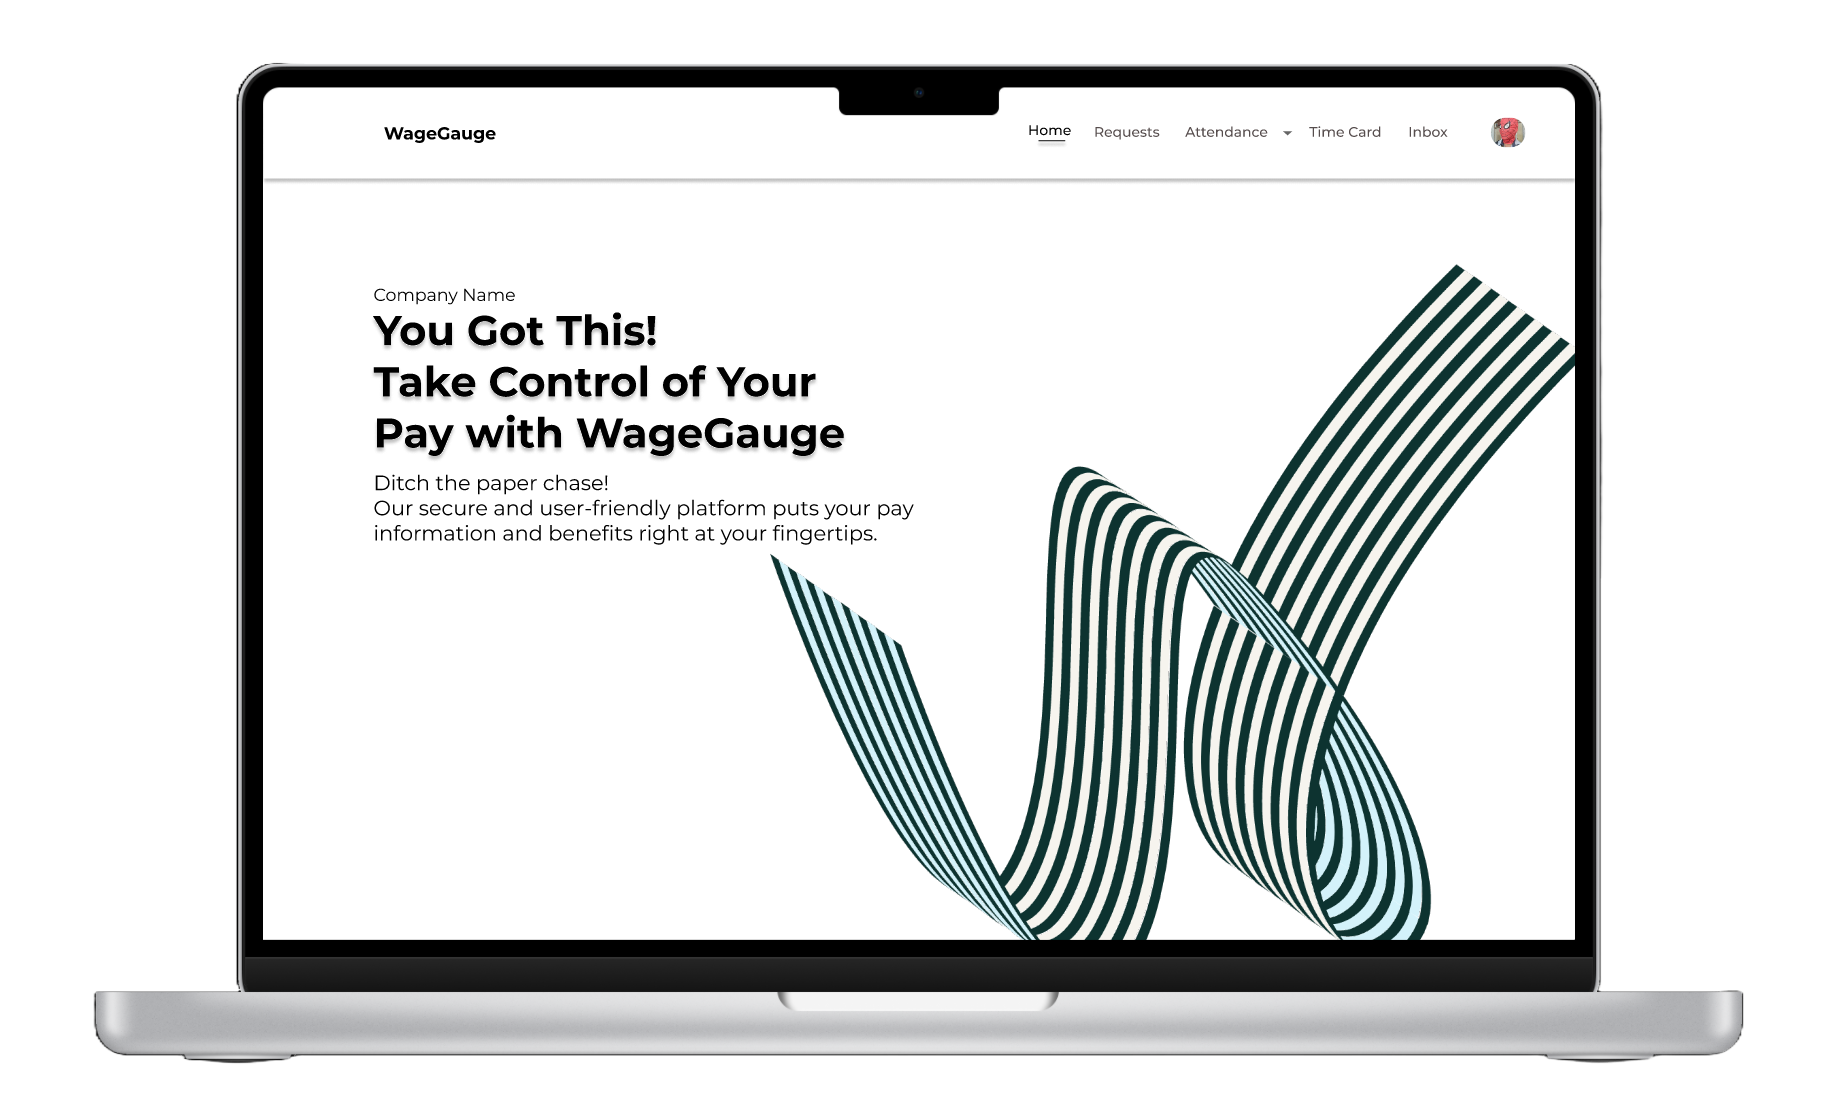 WageGauge
Home Requests Attendance Time Card Inbox
Company Name
You Got This!
Take Control of Your
Pay with WageGauge
Ditch the paper chase!
Our secure and user-friendly platform puts your pay
information and benefits right at your fingertips.